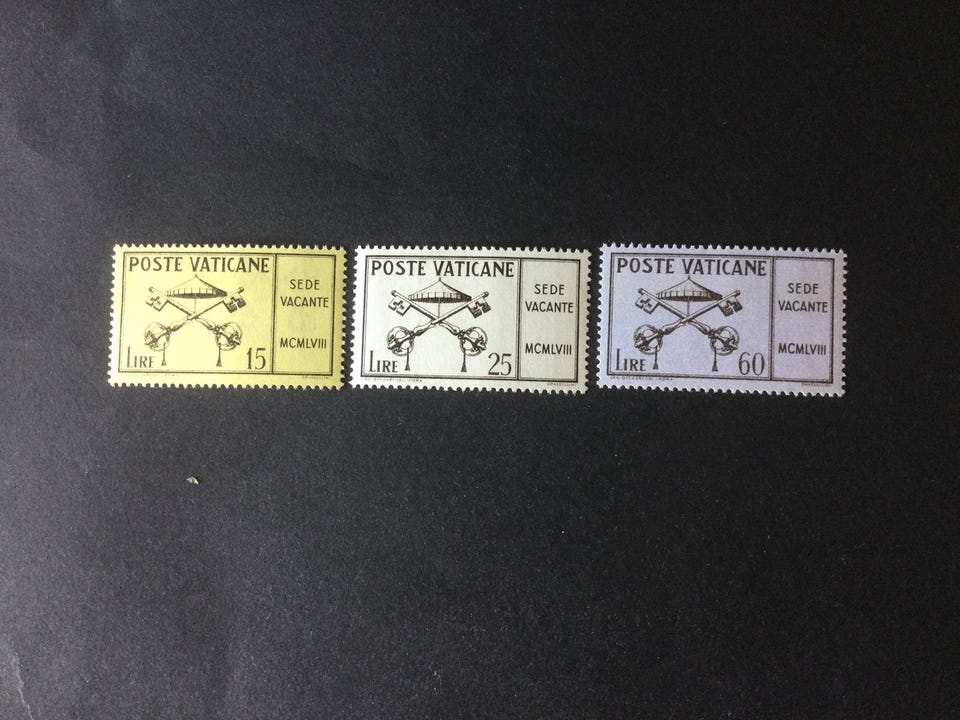 POSTE VATICANE
SEDE
VACANTE
MCMLVIII
LIRE 15
POSTE VATICANE
SEDE
VACANTE
MCMLVIII
LIRE 25
POSTE VATICANE
SEDE
VACANTE
MCMLVIII
LIRE 60